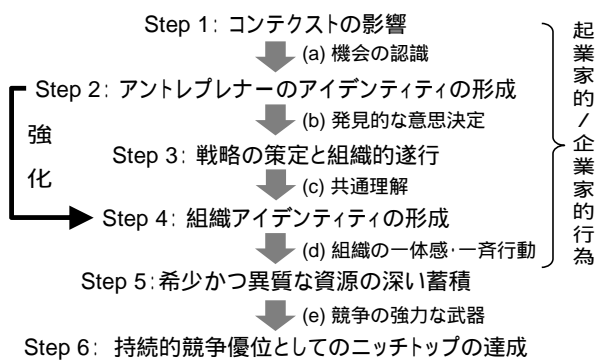 Step 1: コンテクストの影響
(a) 機会の認識
Step 2: アントレプレナーのアイデンティティの形成
(b) 発見的な意思決定
Step 3: 戦略の策定と組織的遂行
(c) 共通理解
Step 4: 組織アイデンティティの形成
(d) 組織の一体感･一斉行動
Step 5:希少かつ異質な資源の深い蓄積
(e) 競争の強力な武器
Step 6: 持続的競争優位としてのニッチトップの達成
強化
起業家的/企業家的行為